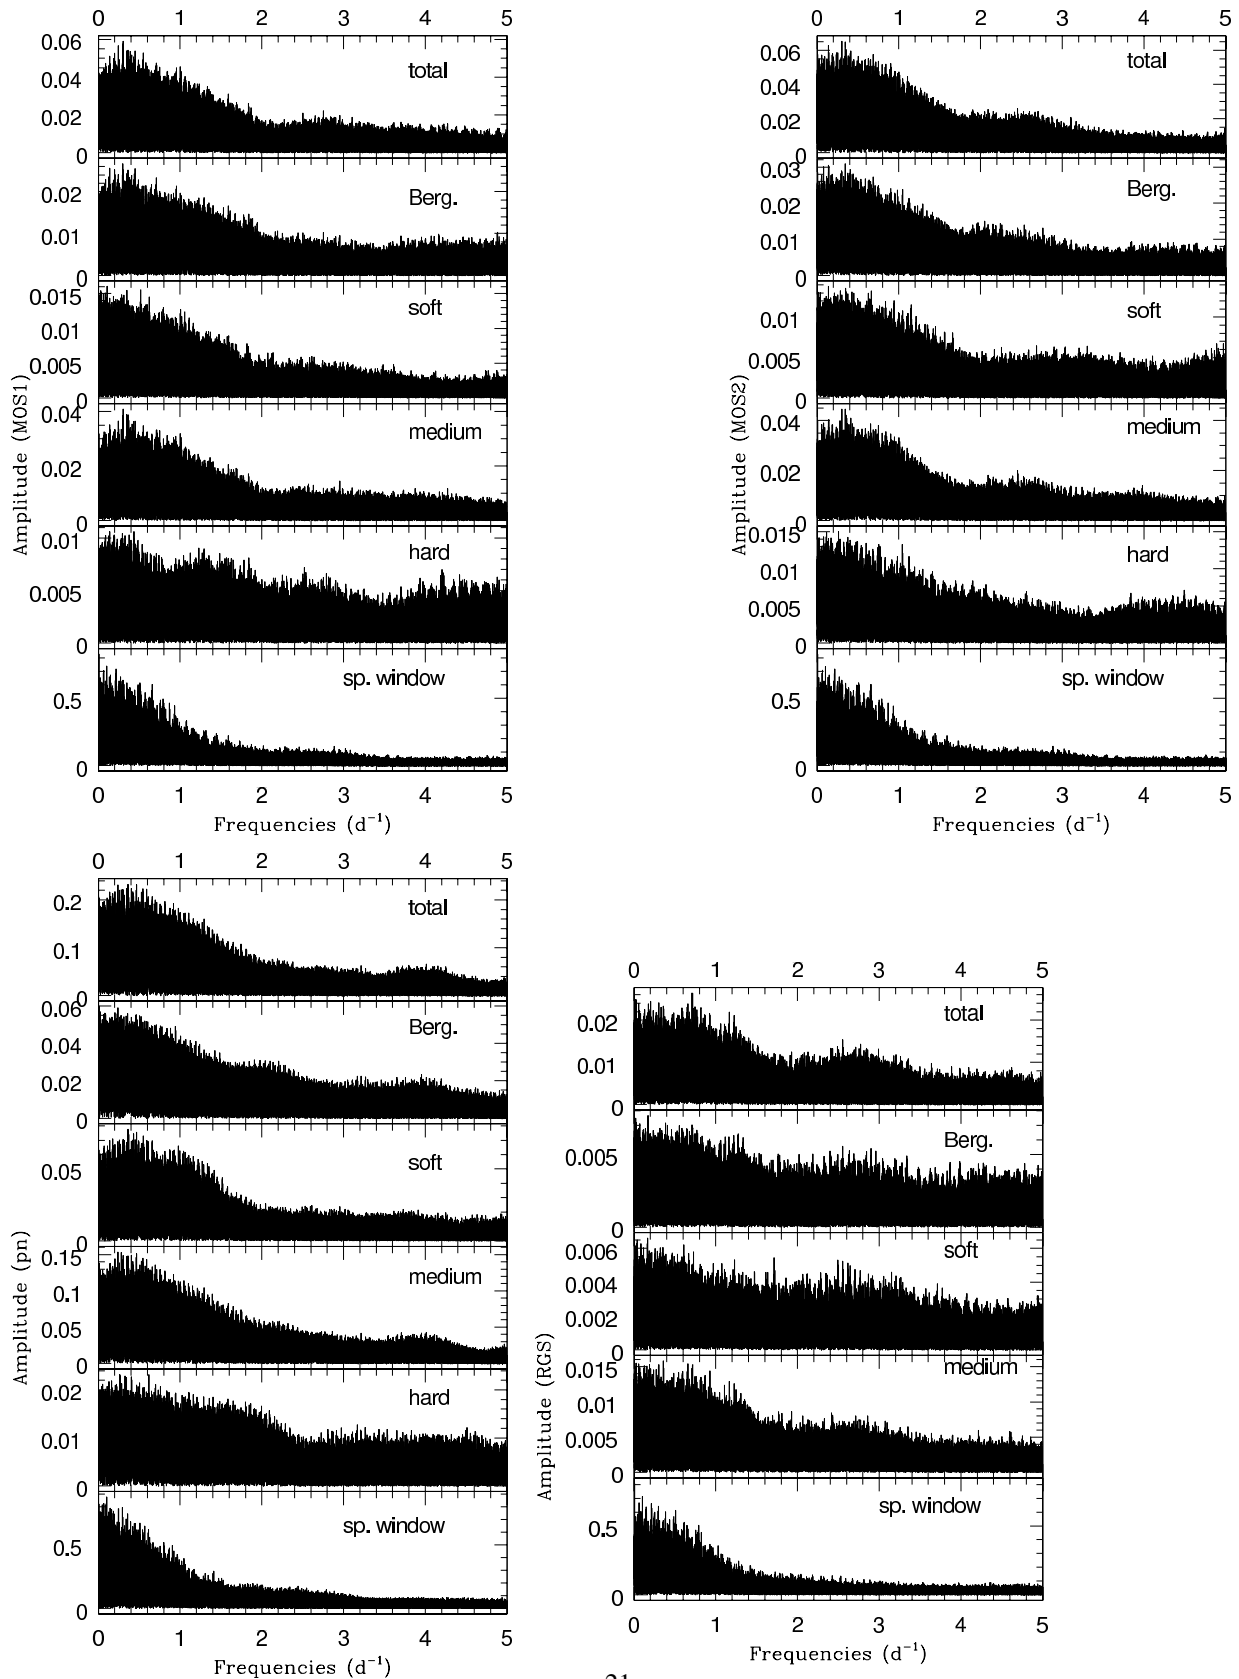 0 1 2 3 4 5
0.06
total
0.04
0.02
0
Berg.
0.02
0.01
0
0.015
soft
0.01
0.005
0
0.04
medium
0.02
0
0.01
hard
0.005
0
sp. window
0.5
0
0 1 2 3 4 5
Amplitude (MOS1)
Frequencies (d⁻¹)
0 1 2 3 4 5
0.06
total
0.04
0.02
0
0.03
Berg.
0.02
0.01
0
soft
0.01
0.005
0
0.04
medium
0.02
0
0.015
hard
0.01
0.005
0
sp. window
0.5
0
0 1 2 3 4 5
Amplitude (MOS2)
Frequencies (d⁻¹)
0 1 2 3 4 5
0.2
total
0.1
0
0.06
Berg.
0.04
0.02
0
soft
0.05
0
0.15
medium
0.1
0.05
0
0.02
hard
0.01
0
sp. window
0.5
0
0 1 2 3 4 5
Amplitude (pn)
Frequencies (d⁻¹)
0 1 2 3 4 5
total
0.02
0.01
0
Berg.
0.005
0
0.006
soft
0.004
0.002
0
0.015
medium
0.01
0.005
0
sp. window
0.5
0
0 1 2 3 4 5
Amplitude (RGS)
Frequencies (d⁻¹)